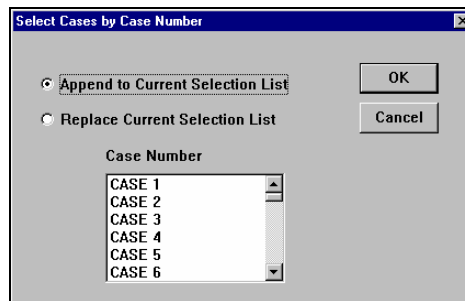 Select Cases by Case Number
Append to Current Selection List
Replace Current Selection List
OK
Cancel
Case Number
CASE 1
CASE 2
CASE 3
CASE 4
CASE 5
CASE 6